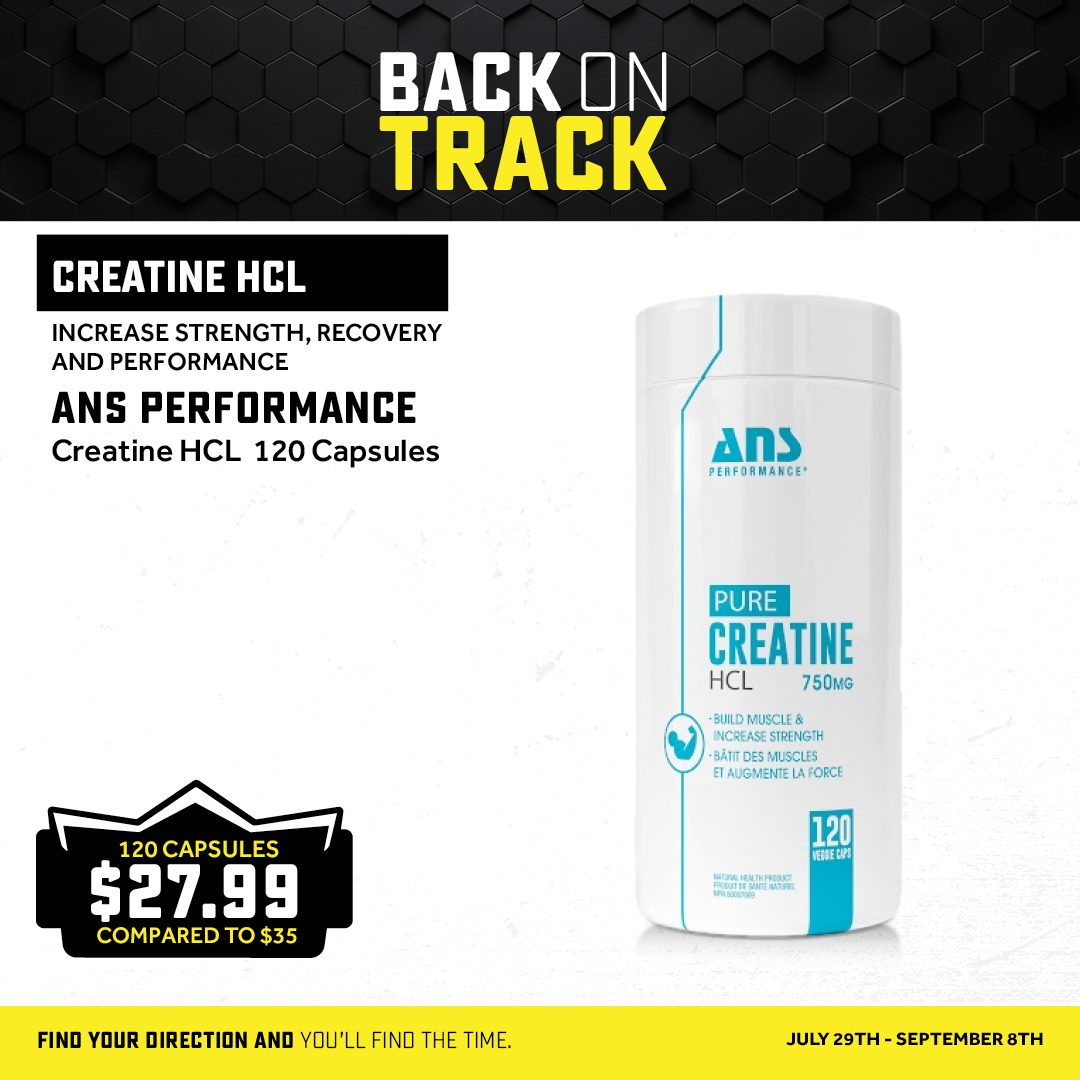 BACK ON
TRACK
CREATINE HCL
INCREASE STRENGTH, RECOVERY
AND PERFORMANCE
ANS PERFORMANCE
Creatine HCL 120 Capsules
ANS
PERFORMANCE
PURE
CREATINE
HCL 750MG
· BUILD MUSCLE &
INCREASE STRENGTH
· BÂTIT DES MUSCLES
ET AUGMENTE LA FORCE
120
VEGGIE CAPS
NATURAL HEALTH PRODUCT
PRODUIT DE SANTÉ NATUREL
NPN
120 CAPSULES
$27.99
COMPARED TO $35
FIND YOUR DIRECTION AND YOU'LL FIND THE TIME.
JULY 29TH - SEPTEMBER 8TH